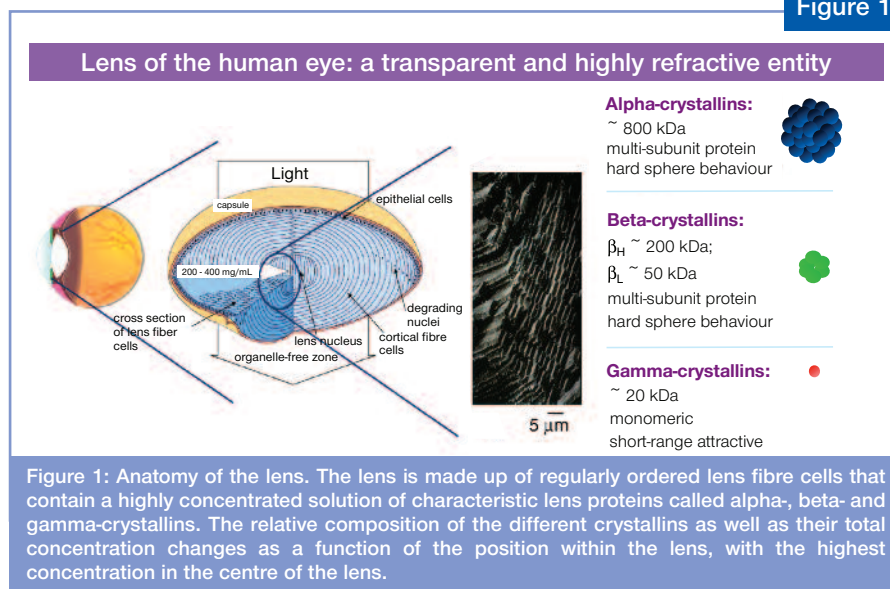 Figure 1
Lens of the human eye: a transparent and highly refractive entity
Light
capsule
epithelial cells
200 - 400 mg/mL
cross section
of lens fiber
cells
lens nucleus
organelle-free zone
degrading
nuclei
cortical fibre
cells
5 µm
Alpha-crystallins:
~ 800 kDa
multi-subunit protein
hard sphere behaviour
Beta-crystallins:
βH ~ 200 kDa;
βL ~ 50 kDa
multi-subunit protein
hard sphere behaviour
Gamma-crystallins:
~ 20 kDa
monomeric
short-range attractive
Figure 1: Anatomy of the lens. The lens is made up of regularly ordered lens fibre cells that
contain a highly concentrated solution of characteristic lens proteins called alpha-, beta- and
gamma-crystallins. The relative composition of the different crystallins as well as their total
concentration changes as a function of the position within the lens, with the highest
concentration in the centre of the lens.